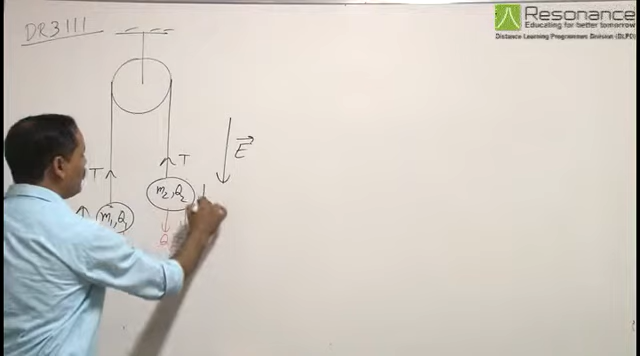 DR3111
Resonance
Educating for better tomorrow
Distance Learning Programmes Division (DLPD)
T
T
E
m₂, Q₂
m₁, Q₁